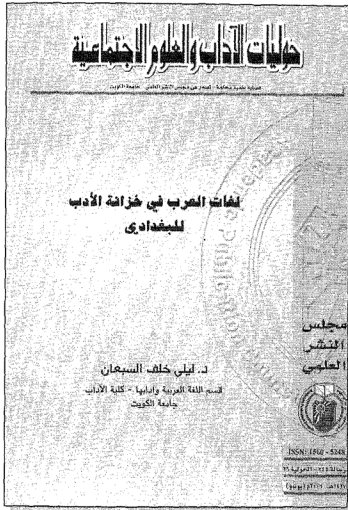 حوليات الآداب والعلوم الاجتماعية
لغات العرب في خزانة الأدب
للبغدادي
مجلس
النشر
العلمي
د. ليلى خلف السبعان
قسم اللغة العربية وآدابها - كلية الآداب
جامعة الكويت
ISSN: 1560 - 5248